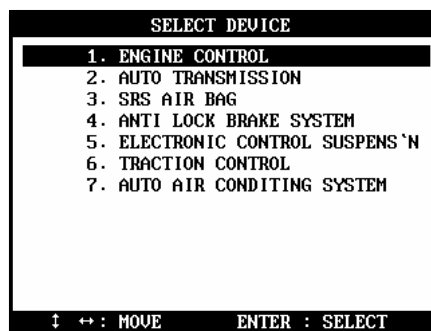 SELECT DEVICE
1. ENGINE CONTROL
2. AUTO TRANSMISSION
3. SRS AIR BAG
4. ANTI LOCK BRAKE SYSTEM
5. ELECTRONIC CONTROL SUSPENS`N
6. TRACTION CONTROL
7. AUTO AIR CONDITING SYSTEM
↕ ↔ : MOVE ENTER : SELECT